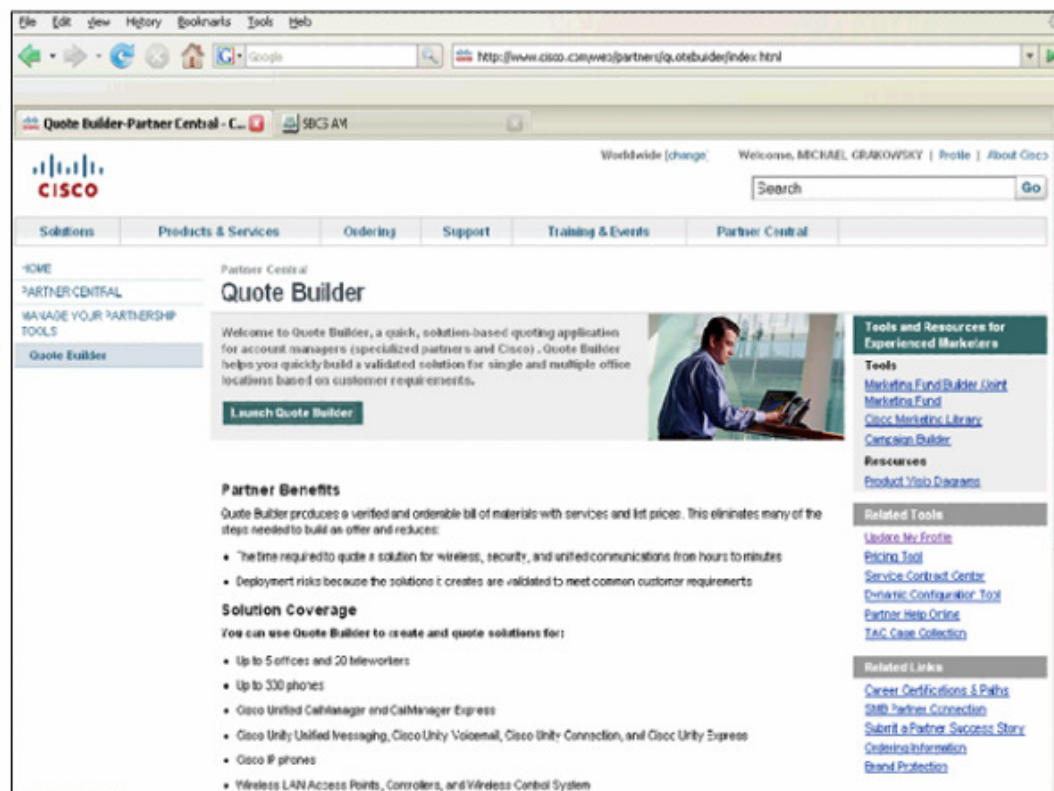 File Edit View History Bookmarks Tools Help
G Google
http://www.cisco.com/web/partners/quotebuilder/index.html
Quote Builder-Partner Central - C... SBCS AM
Worldwide [change] Welcome, MICHAEL GRAKOWSKY | Profile | About Cisco
CISCO
Search Go
Solutions Products & Services Ordering Support Training & Events Partner Central
HOME
PARTNER CENTRAL
MANAGE YOUR PARTNERSHIP
TOOLS
Quote Builder
Partner Central
Quote Builder
Welcome to Quote Builder, a quick, solution-based quoting application
for account managers (specialized partners and Cisco). Quote Builder
helps you quickly build a validated solution for single and multiple office
locations based on customer requirements.
Launch Quote Builder
Partner Benefits
Quote Builder produces a verified and orderable bill of materials with services and list prices. This eliminates many of the
steps needed to build an offer and reduces:
• The time required to quote a solution for wireless, security, and unified communications from hours to minutes
• Deployment risks because the solutions it creates are validated to meet common customer requirements
Solution Coverage
You can use Quote Builder to create and quote solutions for:
• Up to 5 offices and 20 teleworkers
• Up to 330 phones
• Cisco Unified CallManager and CallManager Express
• Cisco Unity Unified Messaging, Cisco Unity Voicemail, Cisco Unity Connection, and Cisco Unity Express
• Cisco IP phones
• Wireless LAN Access Points, Controllers, and Wireless Control System
Tools and Resources for
Experienced Marketers
Tools
Marketing Fund Builder /Joint
Marketing Fund
Cisco Marketing Library
Campaign Builder
Resources
Product Visio Diagrams
Related Tools
Update My Profile
Pricing Tool
Service Contract Center
Dynamic Configuration Tool
Partner Help Online
TAC Case Collection
Related Links
Career Certifications & Paths
SMB Partner Connection
Submit a Partner Success Story
Ordering Information
Brand Protection